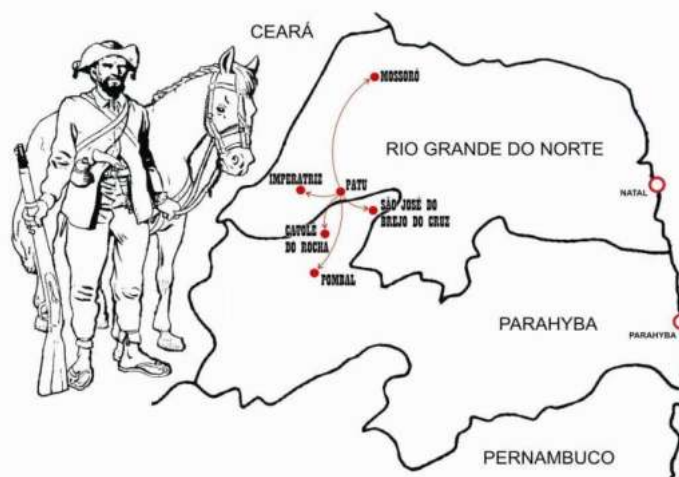 CEARÁ
MOSSORÓ
RIO GRANDE DO NORTE
IMPERATRIZ
PATU
NATAL
SÃO JOSÉ DO
BREJO DO CRUZ
CATOLÉ
DO ROCHA
POMBAL
PARAHYBA
PARAHYBA
PERNAMBUCO